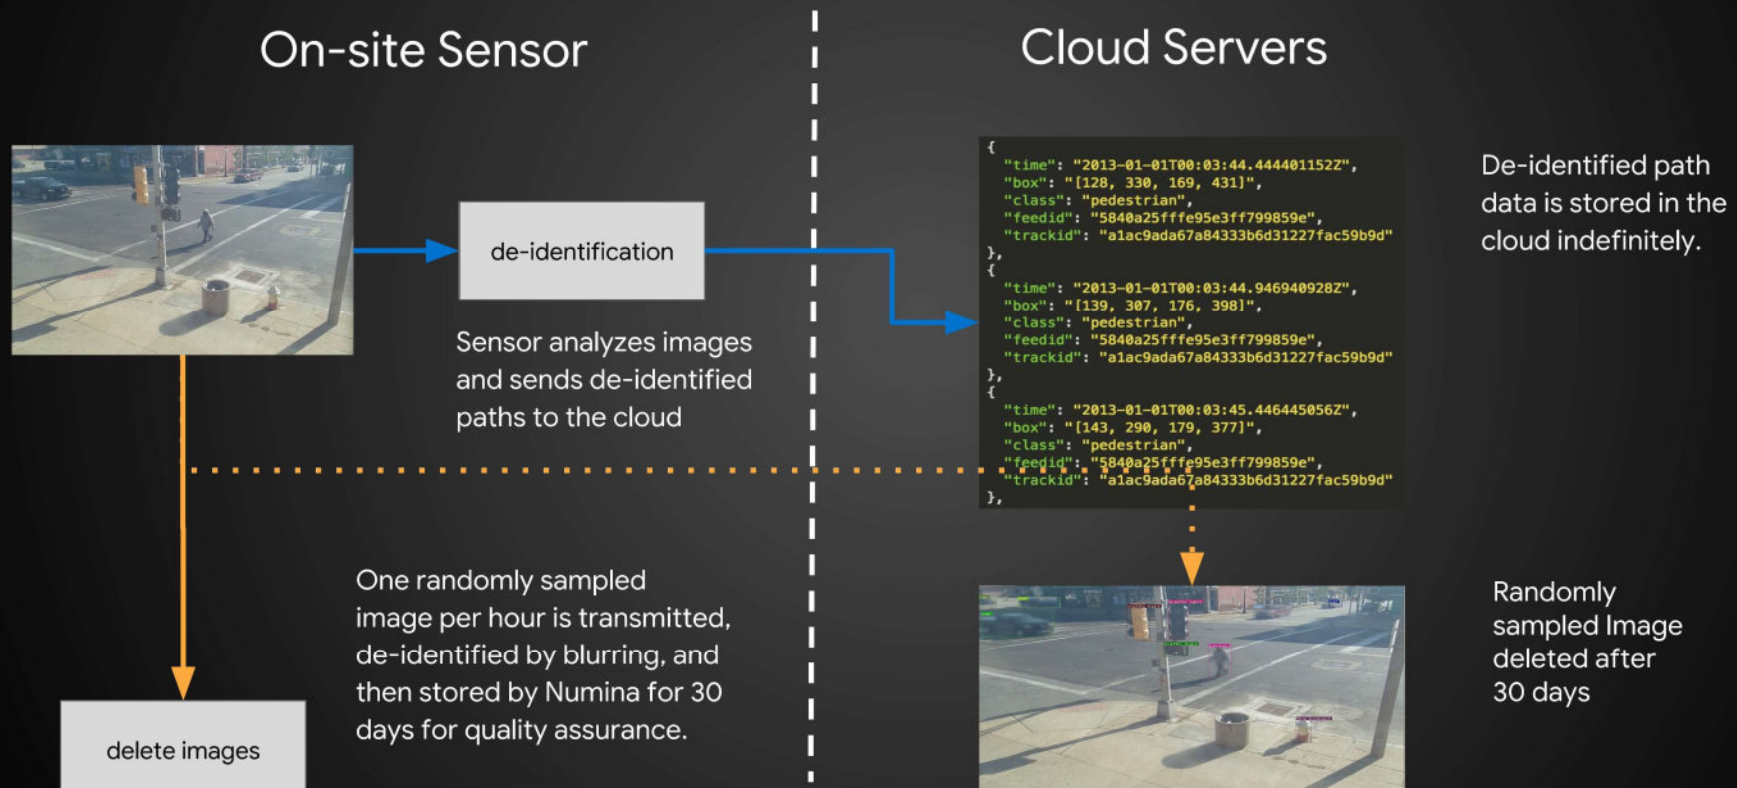 On-site Sensor
Cloud Servers
de-identification
Sensor analyzes images
and sends de-identified
paths to the cloud
One randomly sampled
image per hour is transmitted,
de-identified by blurring, and
then stored by Numina for 30
days for quality assurance.
delete images
{
"time": "2013-01-01T00:03:44.444401152Z",
"box": "[128, 330, 169, 431]",
"class": "pedestrian",
"feedid": "5840a25fffe95e3ff799859e",
"trackid": "a1ac9ada67a84333b6d31227fac59b9d"
},
{
"time": "2013-01-01T00:03:44.946940928Z",
"box": "[139, 307, 176, 398]",
"class": "pedestrian",
"feedid": "5840a25fffe95e3ff799859e",
"trackid": "a1ac9ada67a84333b6d31227fac59b9d"
},
{
"time": "2013-01-01T00:03:45.446445056Z",
"box": "[143, 290, 179, 377]",
"class": "pedestrian",
"feedid": "5840a25fffe95e3ff799859e",
"trackid": "a1ac9ada67a84333b6d31227fac59b9d"
},
De-identified path
data is stored in the
cloud indefinitely.
Randomly
sampled Image
deleted after
30 days